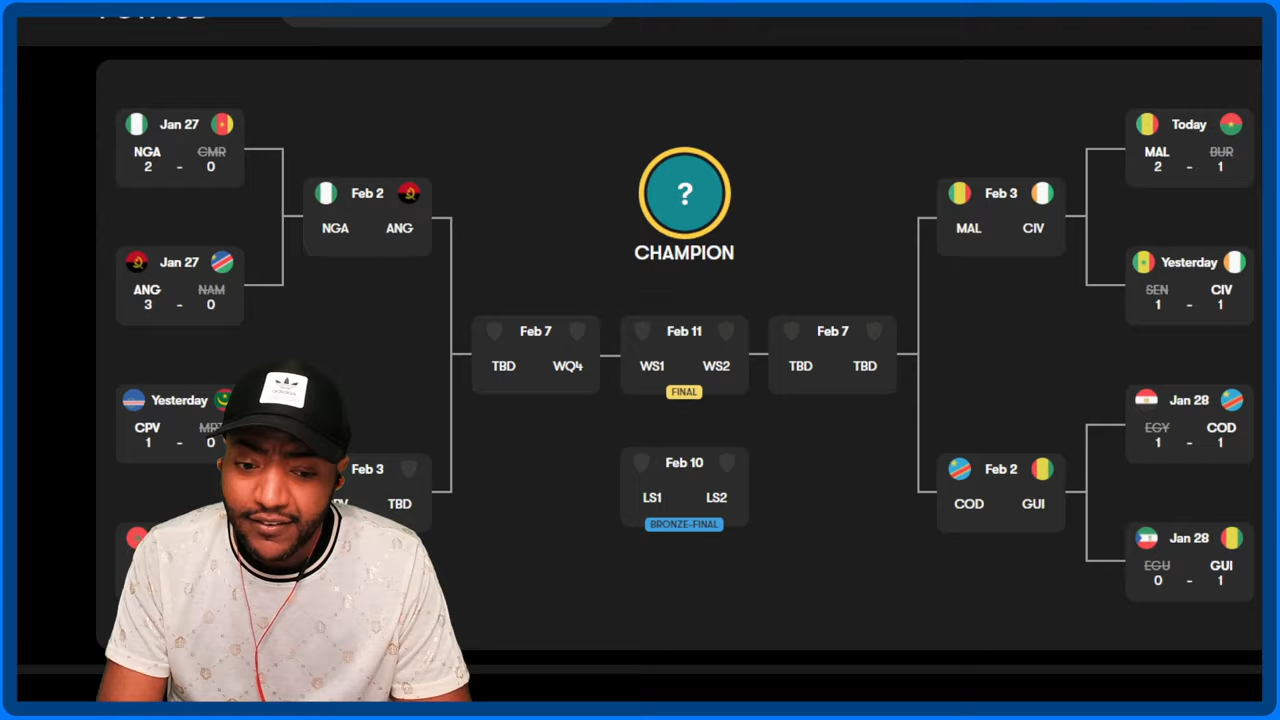 Jan 27
NGA CMR
2 - 0
Jan 27
ANG NAM
3 - 0
Yesterday
CPV
1 - 0
Feb 2
NGA ANG
Feb 3
TBD
Feb 7
TBD WQ4
?
CHAMPION
Feb 11
WS1 WS2
FINAL
Feb 10
LS1 LS2
BRONZE-FINAL
Feb 7
TBD TBD
Feb 3
MAL CIV
Feb 2
COD GUI
Today
MAL BUR
2 - 1
Yesterday
SEN CIV
1 - 1
Jan 28
EGY COD
1 - 1
Jan 28
EGU GUI
0 - 1